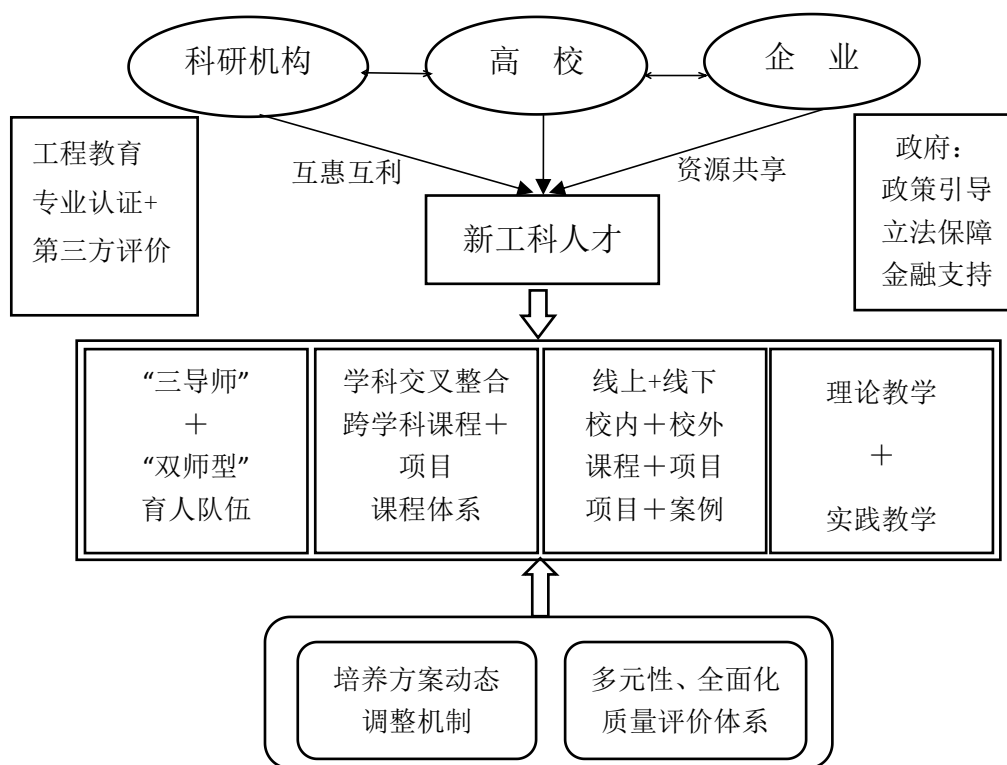 科研机构
高 校
企 业
工程教育
专业认证+
第三方评价
互惠互利
资源共享
政府：
政策引导
立法保障
金融支持
新工科人才
“三导师”
＋
“双师型”
育人队伍
学科交叉整合
跨学科课程＋
项目
课程体系
线上+线下
校内＋校外
课程＋项目
项目＋案例
理论教学
＋
实践教学
培养方案动态
调整机制
多元性、全面化
质量评价体系